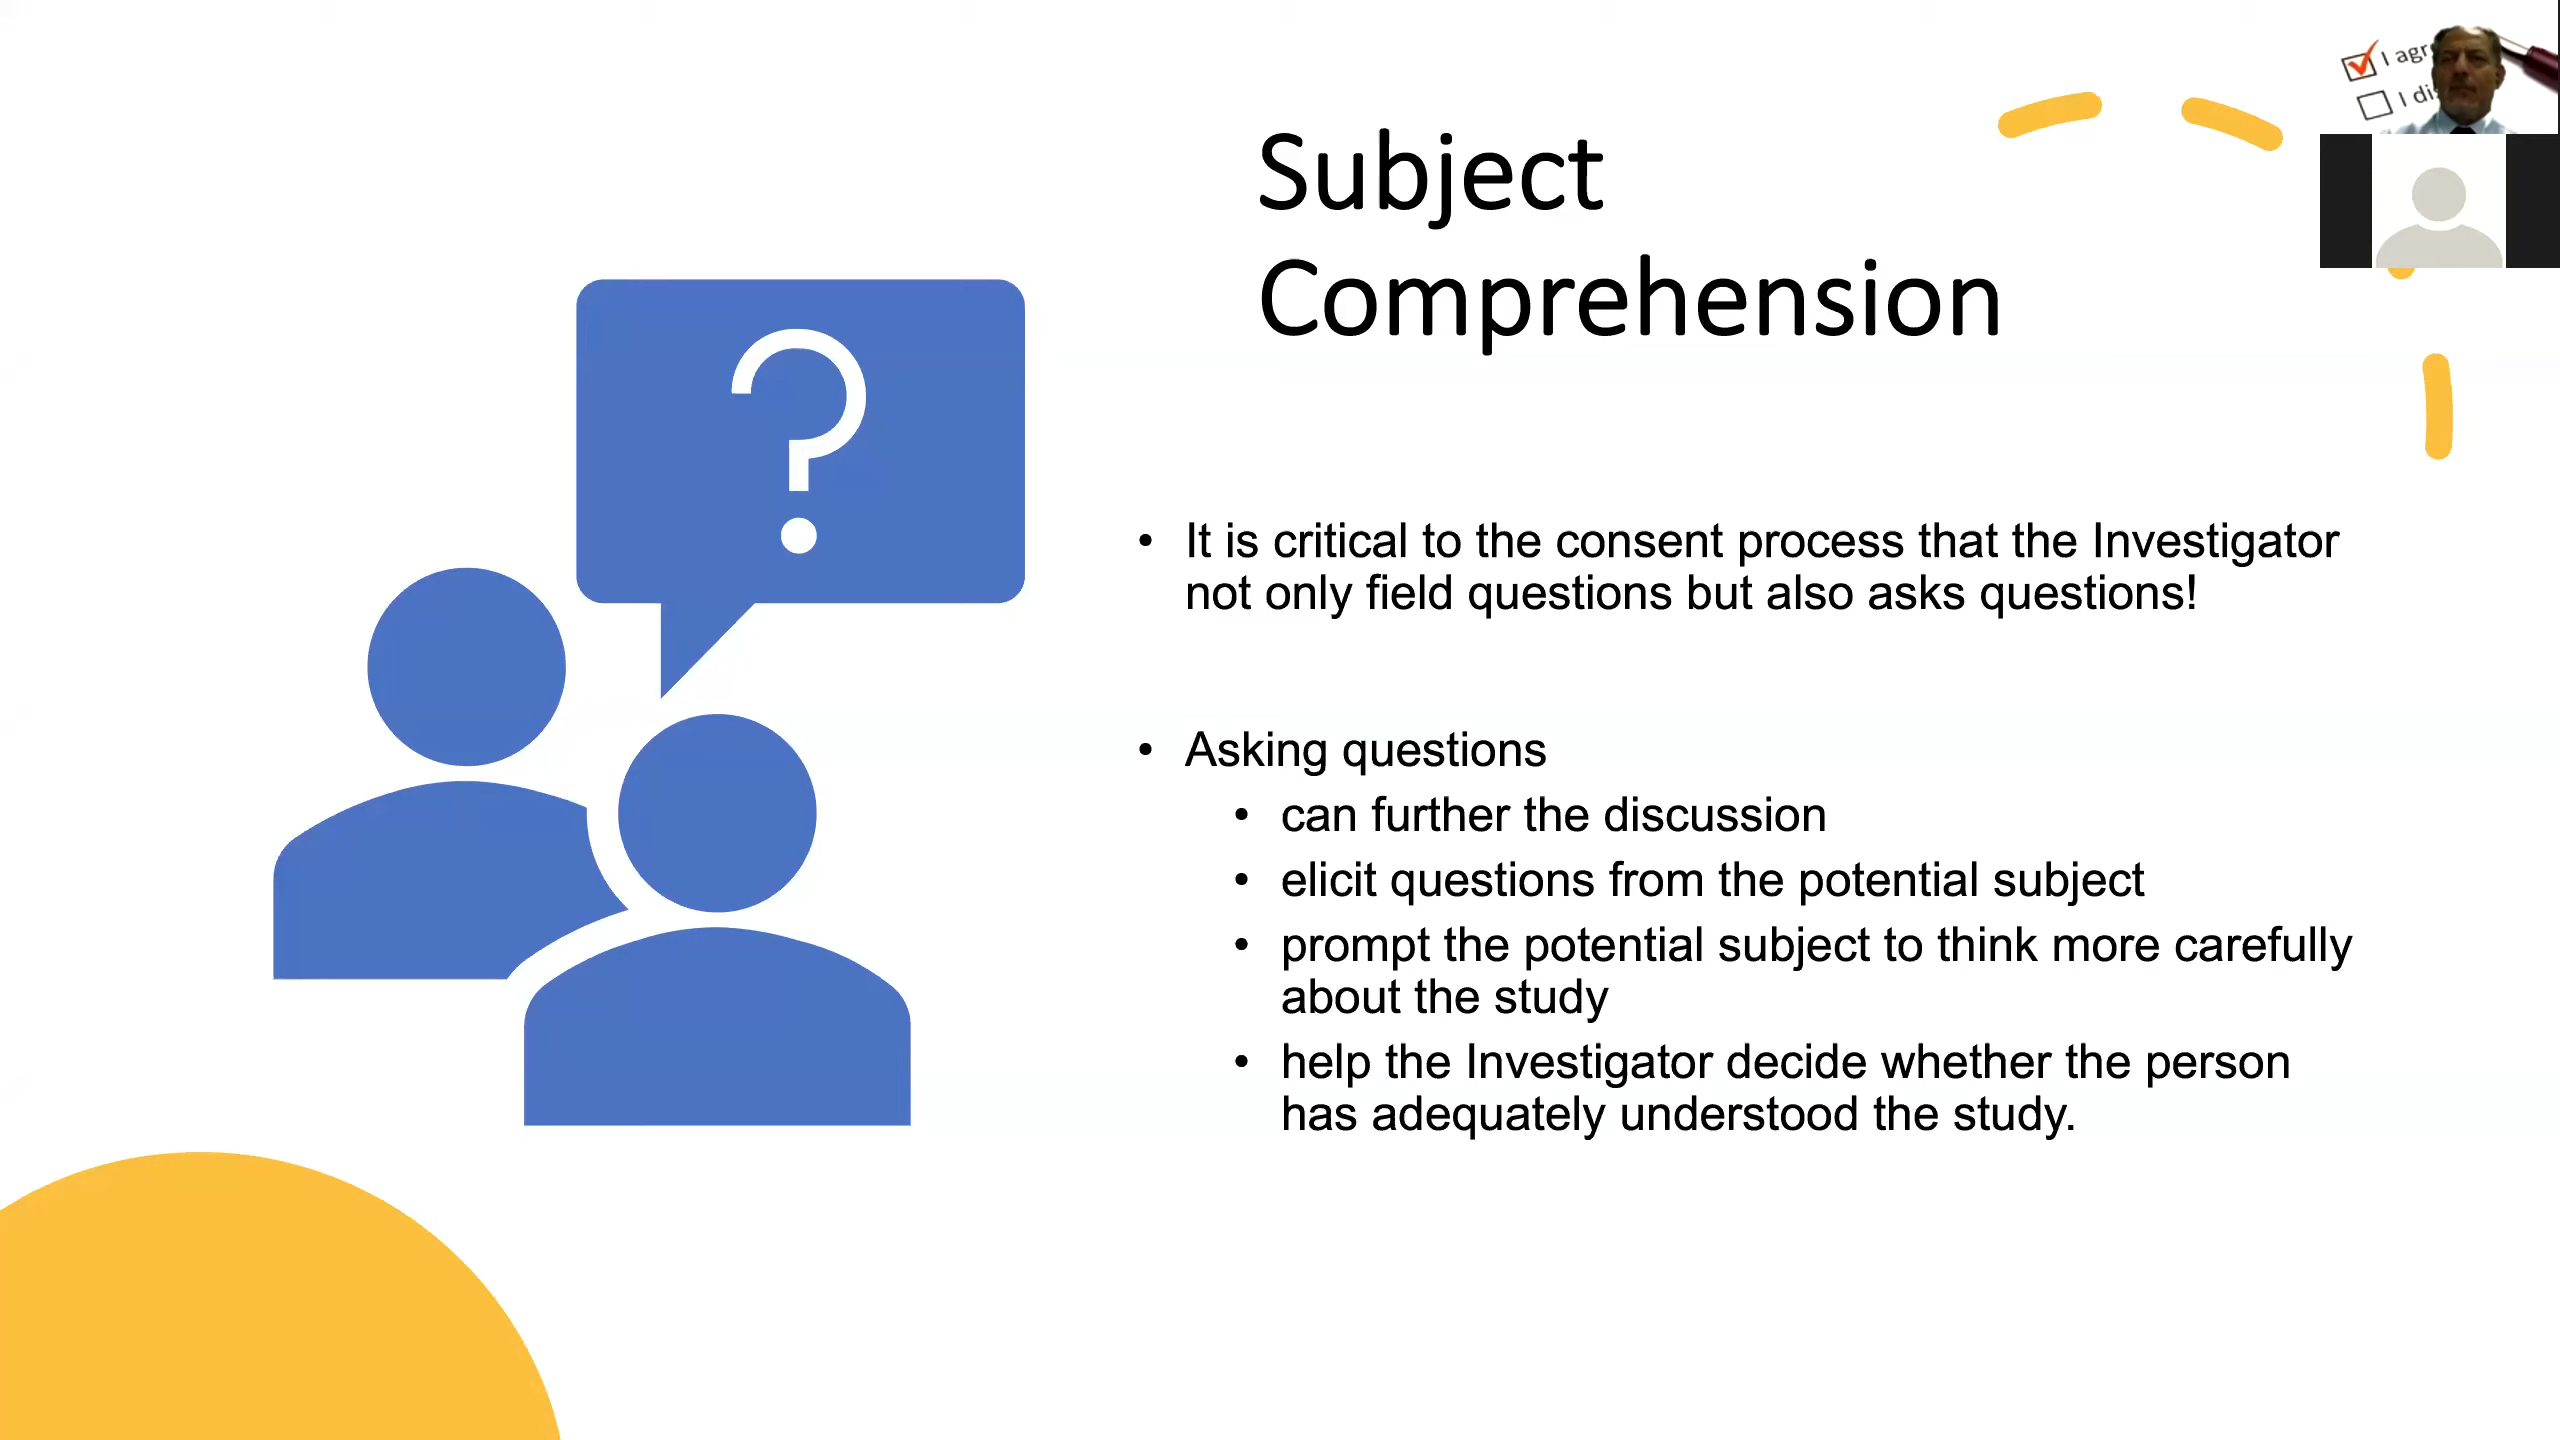 Subject
Comprehension
• It is critical to the consent process that the Investigator
not only field questions but also asks questions!
• Asking questions
• can further the discussion
• elicit questions from the potential subject
• prompt the potential subject to think more carefully
about the study
• help the Investigator decide whether the person
has adequately understood the study.
?
I
I